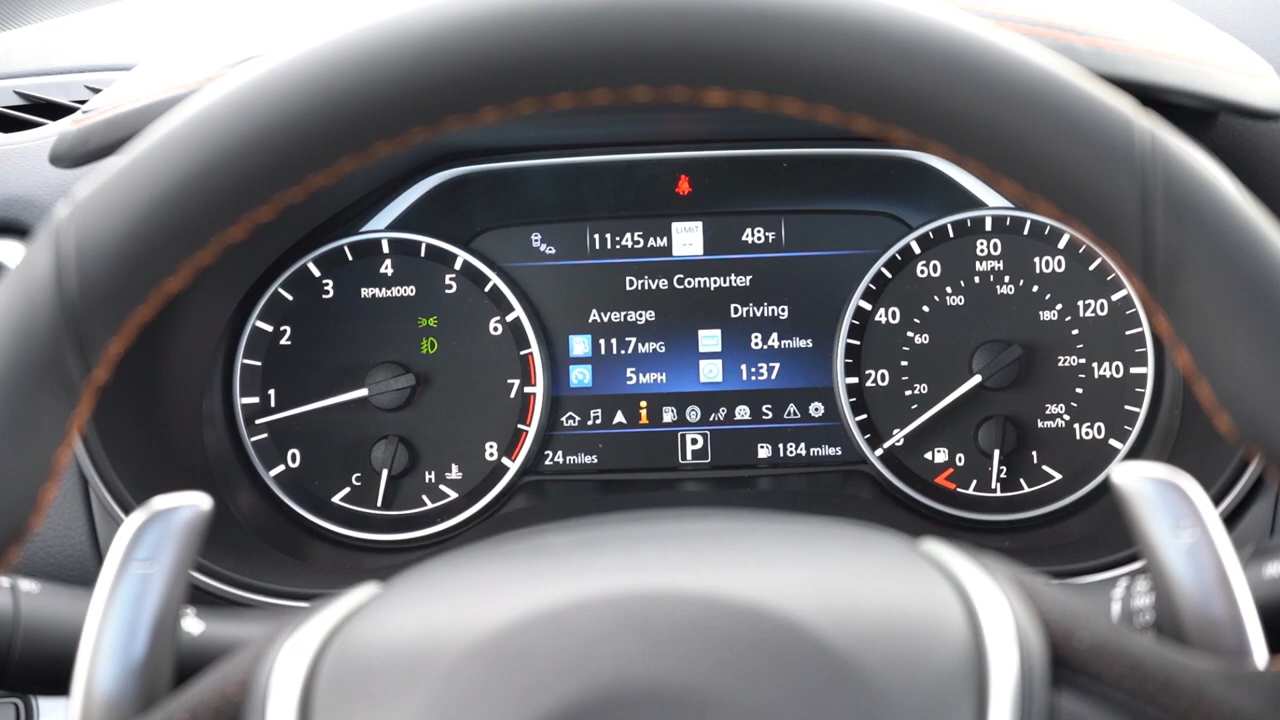 11:45 AM
LIMIT
--
48°F
Drive Computer
Average
Driving
11.7 MPG
8.4 miles
5 MPH
1:37
S
24 miles
P
184 miles
0
1
2
3
4
5
6
7
8
RPMx1000
C
H
0
20
40
60
80
100
120
140
160
MPH
20
60
100
140
180
220
260
km/h
0
1